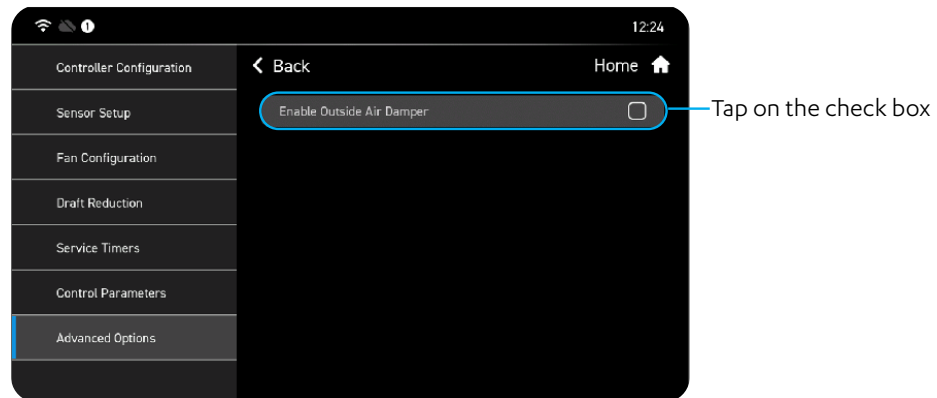 1
12:24
Controller Configuration
Back
Home
Sensor Setup
Enable Outside Air Damper
Tap on the check box
Fan Configuration
Draft Reduction
Service Timers
Control Parameters
Advanced Options